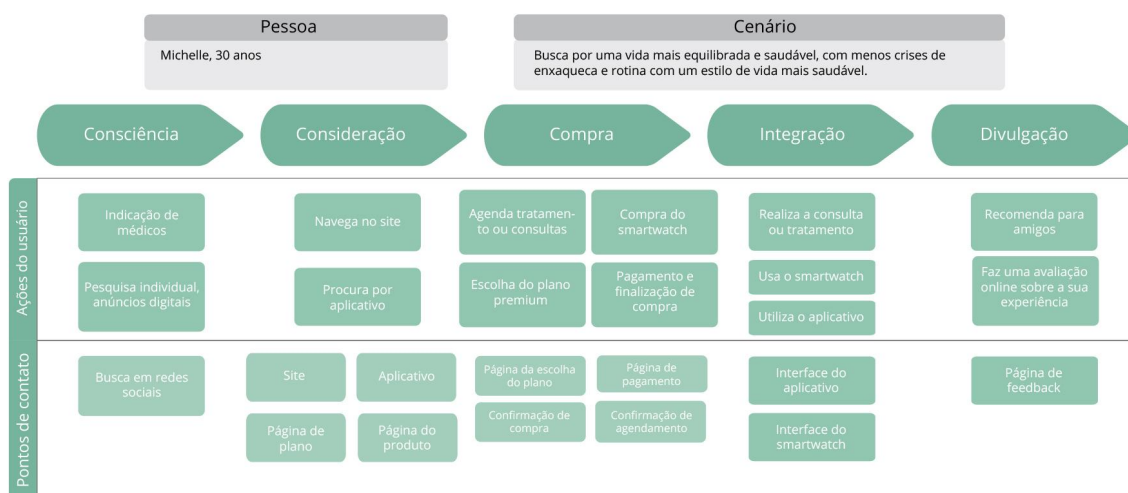 Pessoa
Michelle, 30 anos
Cenário
Busca por uma vida mais equilibrada e saudável, com menos crises de
enxaqueca e rotina com um estilo de vida mais saudável.
Consciência
Consideração
Compra
Integração
Divulgação
Ações do usuário
Indicação de
médicos
Pesquisa individual,
anúncios digitais
Navega no site
Procura por
aplicativo
Agenda tratamen-
to ou consultas
Compra do
smartwatch
Escolha do plano
premium
Pagamento e
finalização de
compra
Realiza a consulta
ou tratamento
Usa o smartwatch
Utiliza o aplicativo
Recomenda para
amigos
Faz uma avaliação
online sobre a sua
experiência
Pontos de contato
Busca em redes
sociais
Site
Aplicativo
Página de
plano
Página do
produto
Página da escolha
do plano
Página de
pagamento
Confirmação de
compra
Confirmação de
agendamento
Interface do
aplicativo
Interface do
smartwatch
Página de
feedback